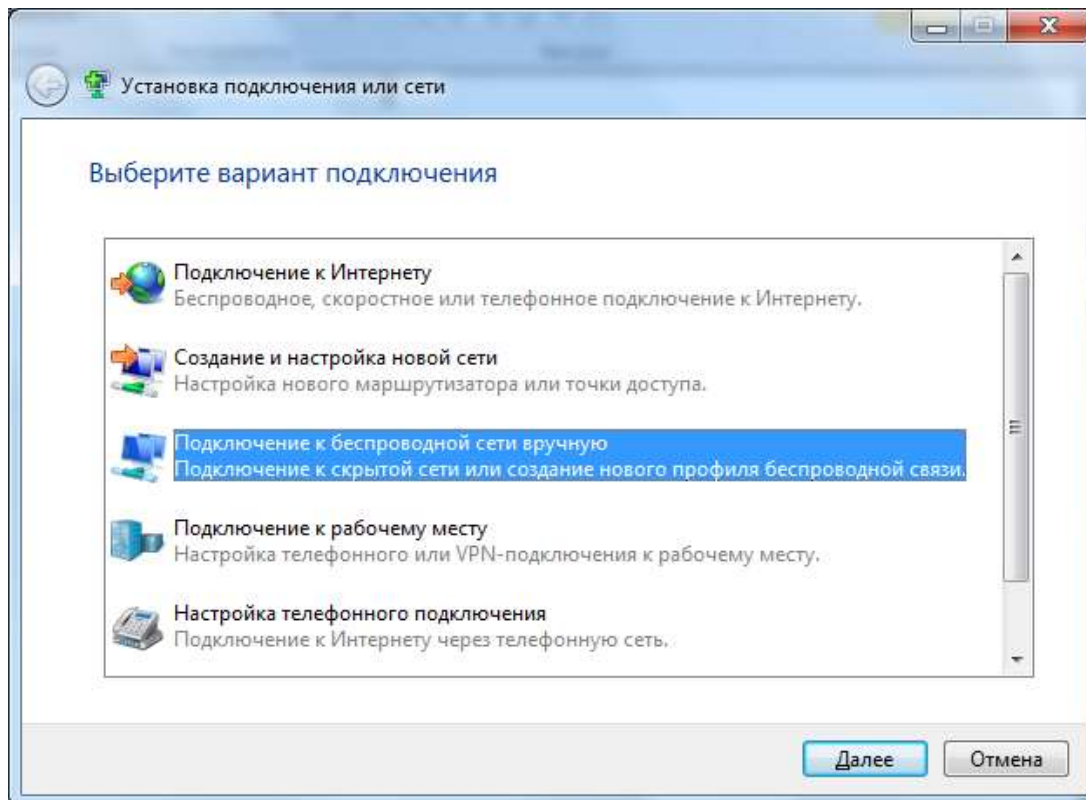 Установка подключения или сети
Выберите вариант подключения
Подключение к Интернету
Беспроводное, скоростное или телефонное подключение к Интернету.
Создание и настройка новой сети
Настройка нового маршрутизатора или точки доступа.
Подключение к беспроводной сети вручную
Подключение к скрытой сети или создание нового профиля беспроводной связи.
Подключение к рабочему месту
Настройка телефонного или VPN-подключения к рабочему месту.
Настройка телефонного подключения
Подключение к Интернету через телефонную сеть.
Далее
Отмена